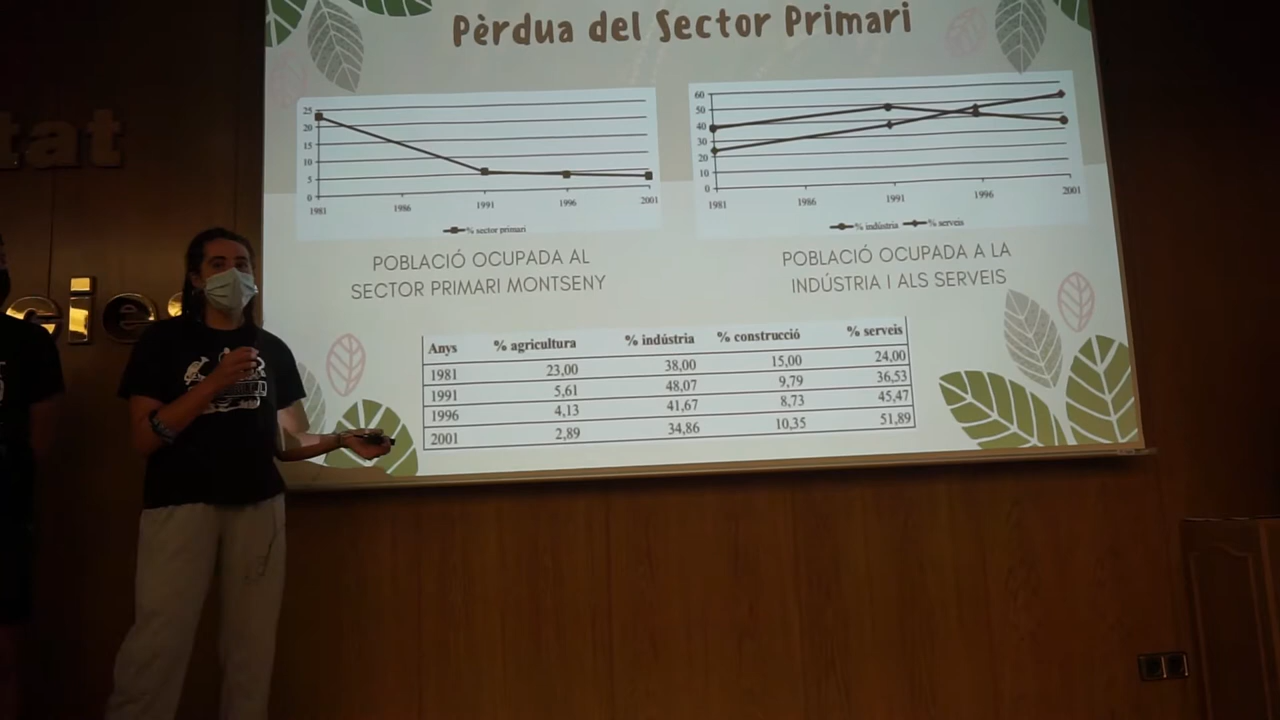 Pèrdua del Sector Primari
tat
25
20
15
10
5
0
1981 1986 1991 1996 2001
% sector primari
60
50
40
30
20
10
0
1981 1986 1991 1996 2001
% indústria % serveis
POBLACIÓ OCUPADA AL
SECTOR PRIMARI MONTSENY
POBLACIÓ OCUPADA A LA
INDÚSTRIA I ALS SERVEIS
Anys % agricultura % indústria % construcció % serveis
1981 23,00 38,00 15,00 24,00
1991 5,61 48,07 9,79 36,53
1996 4,13 41,67 8,73 45,47
2001 2,89 34,86 10,35 51,89